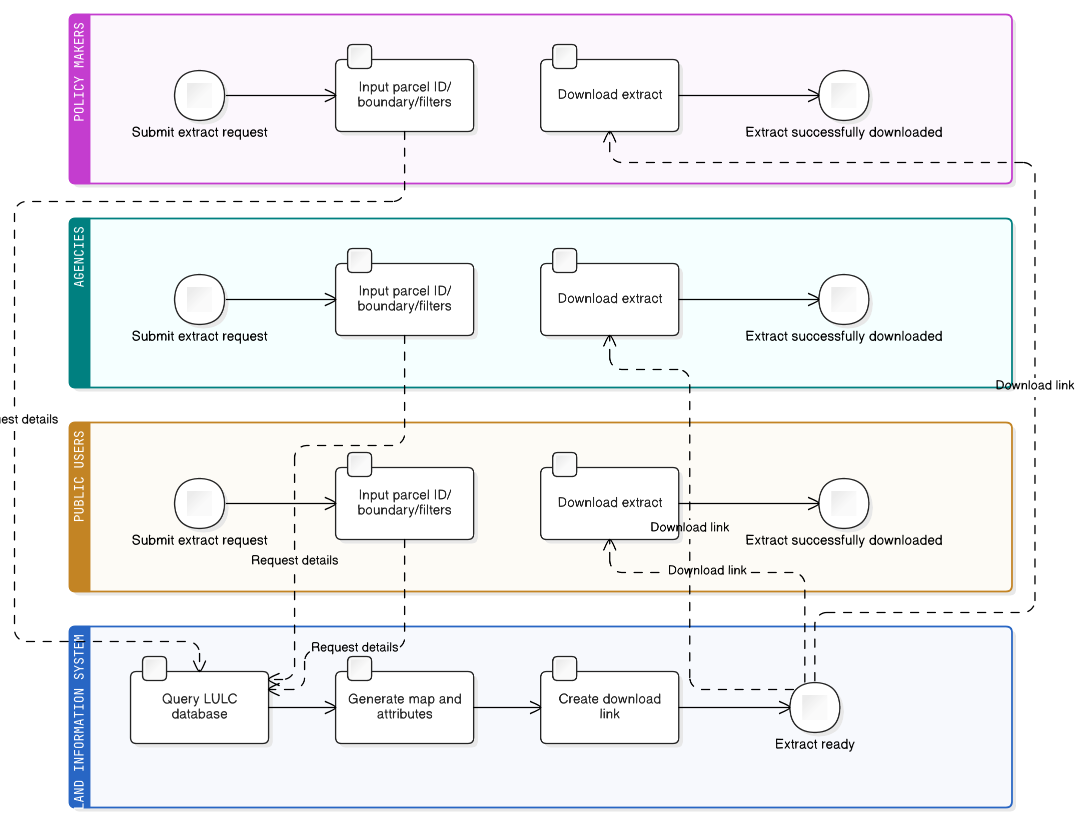 POLICY MAKERS
Submit extract request
Input parcel ID/
boundary/filters
Download extract
Extract successfully downloaded
AGENCIES
Submit extract request
Input parcel ID/
boundary/filters
Download extract
Extract successfully downloaded
Download link
est details
PUBLIC USERS
Submit extract request
Input parcel ID/
boundary/filters
Download extract
Extract successfully downloaded
Download link
Request details
Download link
LAND INFORMATION SYSTEM
Request details
Query LULC
database
Generate map and
attributes
Create download
link
Extract ready